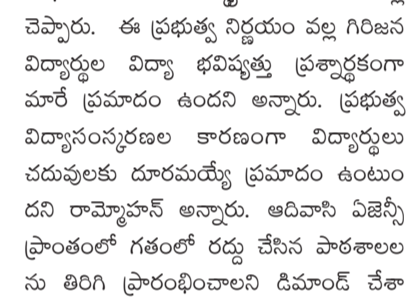 చెప్పారు. ఈ ప్రభుత్వ నిర్ణయం వల్ల గిరిజన
విద్యార్థుల విద్యా భవిష్యత్తు ప్రశ్నార్థకంగా
మారే ప్రమాదం ఉందని అన్నారు. ప్రభుత్వ
విద్యాసంస్కరణల కారణంగా విద్యార్థులు
చదువులకు దూరమయ్యే ప్రమాదం ఉంటుం
దని రామ్మోహన్ అన్నారు. ఆదివాసి ఏజెన్సీ
ప్రాంతంలో గతంలో రద్దు చేసిన పాఠశాలల
ను తిరిగి ప్రారంభించాలని డిమాండ్ చేశా